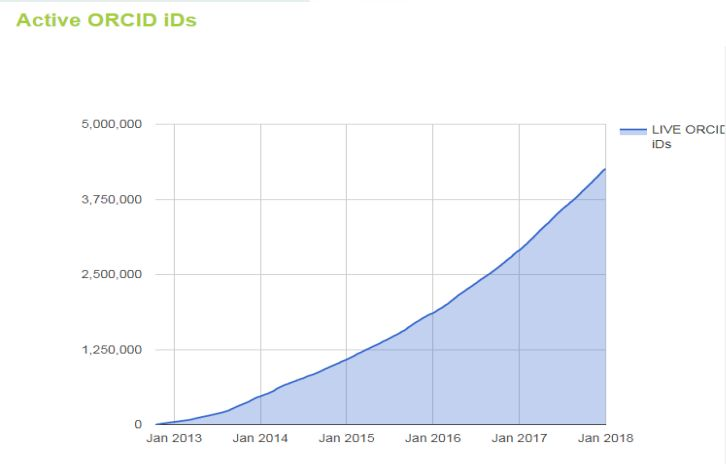 Active ORCID iDs
5,000,000
LIVE ORCID
iDs
3,750,000
2,500,000
1,250,000
0
Jan 2013 Jan 2014 Jan 2015 Jan 2016 Jan 2017 Jan 2018